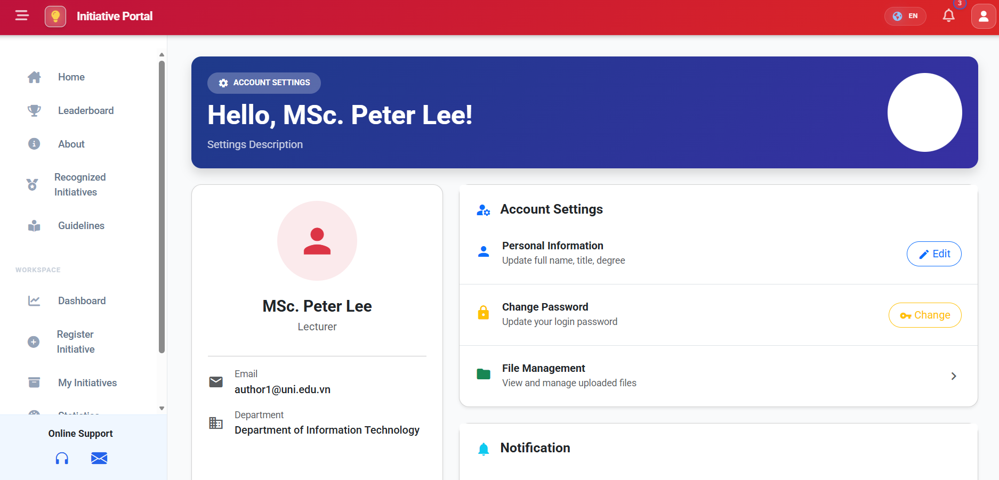 Initiative Portal
EN
3
Home
Leaderboard
About
Recognized
Initiatives
Guidelines
WORKSPACE
Dashboard
Register
Initiative
My Initiatives
Statistics
Online Support
ACCOUNT SETTINGS
Hello, MSc. Peter Lee!
Settings Description
MSc. Peter Lee
Lecturer
Email
author1@uni.edu.vn
Department
Department of Information Technology
Account Settings
Personal Information
Update full name, title, degree
Edit
Change Password
Update your login password
Change
File Management
View and manage uploaded files
Notification